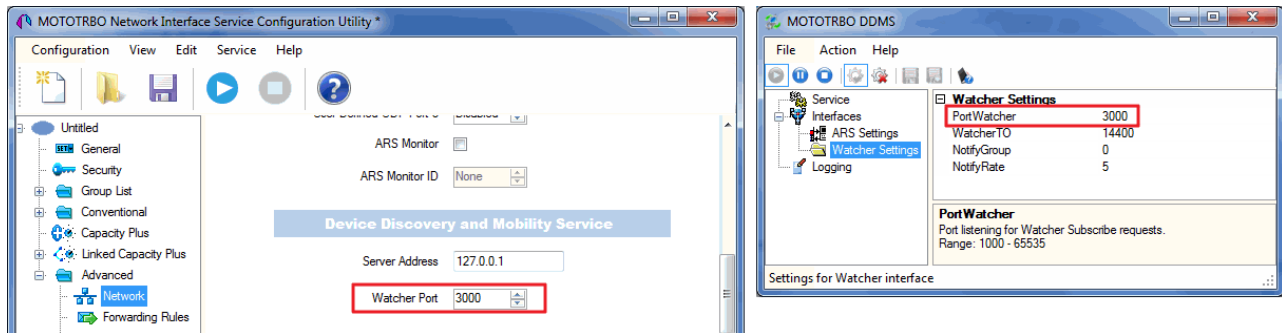 MOTOTRBO Network Interface Service Configuration Utility *
Configuration View Edit Service Help
Untitled
General
Security
Group List
Conventional
Capacity Plus
Linked Capacity Plus
Advanced
Network
Forwarding Rules
Disabled
ARS Monitor
ARS Monitor ID None
Device Discovery and Mobility Service
Server Address 127.0.0.1
Watcher Port 3000
MOTOTRBO DDMS
File Action Help
Service
Interfaces
ARS Settings
Watcher Settings
Logging
Watcher Settings
PortWatcher 3000
WatcherTO 14400
NotifyGroup 0
NotifyRate 5
PortWatcher
Port listening for Watcher Subscribe requests.
Range: 1000 - 65535
Settings for Watcher interface